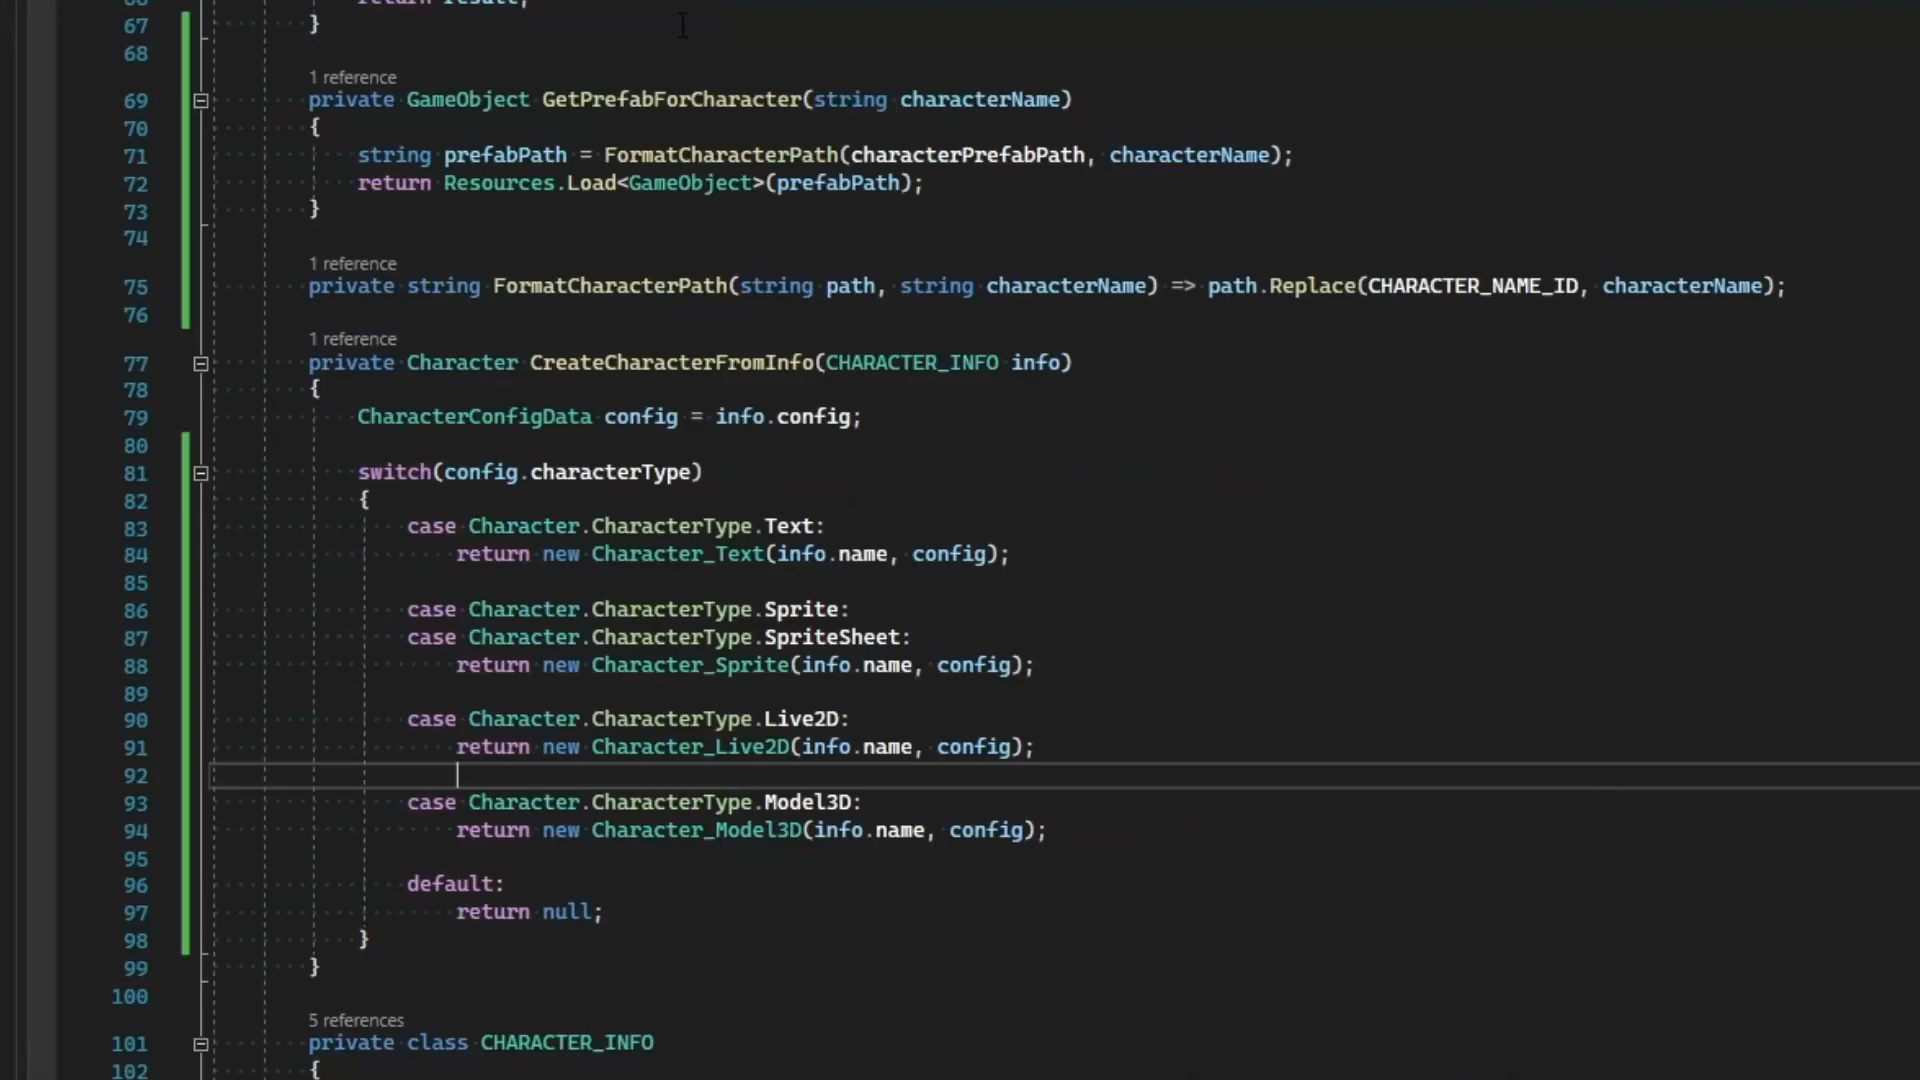 66 return result;
67 }
68
1 reference
69 private GameObject GetPrefabForCharacter(string characterName)
70 {
71 string prefabPath = FormatCharacterPath(characterPrefabPath, characterName);
72 return Resources.Load<GameObject>(prefabPath);
73 }
74
1 reference
75 private string FormatCharacterPath(string path, string characterName) => path.Replace(CHARACTER_NAME_ID, characterName);
76
1 reference
77 private Character CreateCharacterFromInfo(CHARACTER_INFO info)
78 {
79 CharacterConfigData config = info.config;
80
81 switch(config.characterType)
82 {
83 case Character.CharacterType.Text:
84 return new Character_Text(info.name, config);
85
86 case Character.CharacterType.Sprite:
87 case Character.CharacterType.SpriteSheet:
88 return new Character_Sprite(info.name, config);
89
90 case Character.CharacterType.Live2D:
91 return new Character_Live2D(info.name, config);
92
93 case Character.CharacterType.Model3D:
94 return new Character_Model3D(info.name, config);
95
96 default:
97 return null;
98 }
99 }
100
5 references
101 private class CHARACTER_INFO
102 {